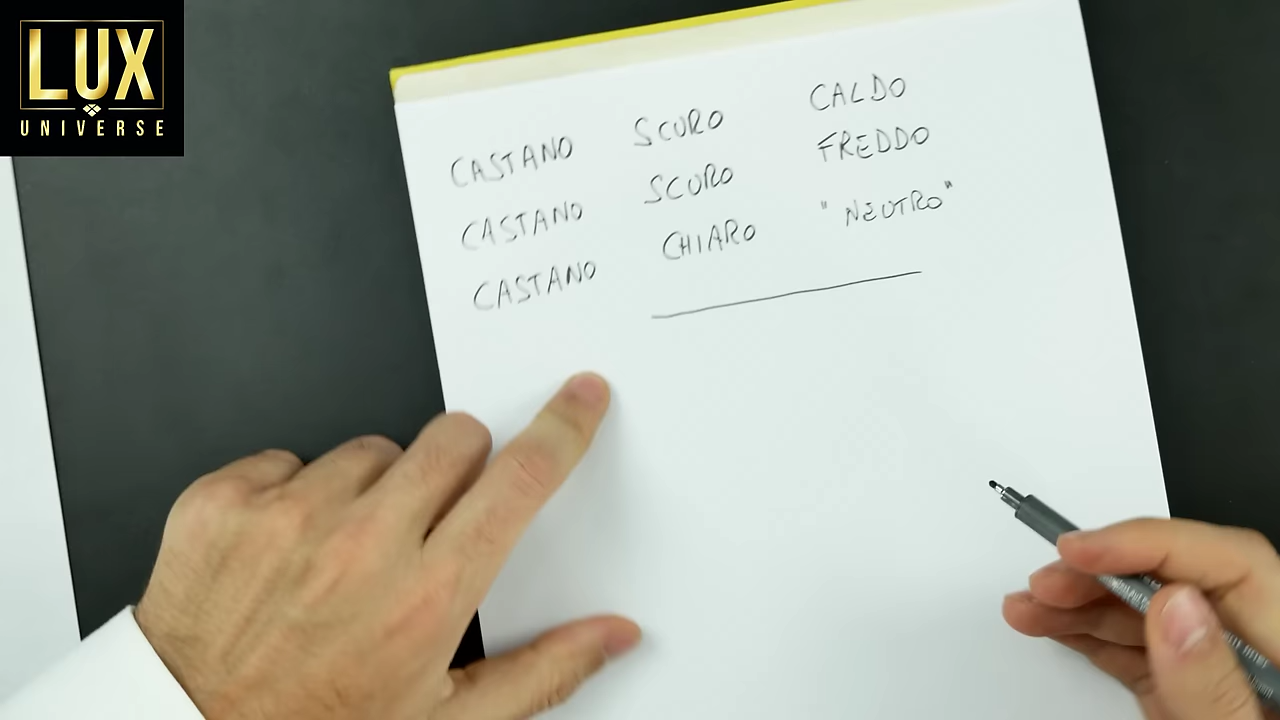 LUX
UNIVERSE
CASTANO SCURO CALDO
CASTANO SCURO FREDDO
CASTANO CHIARO "NEUTRO"